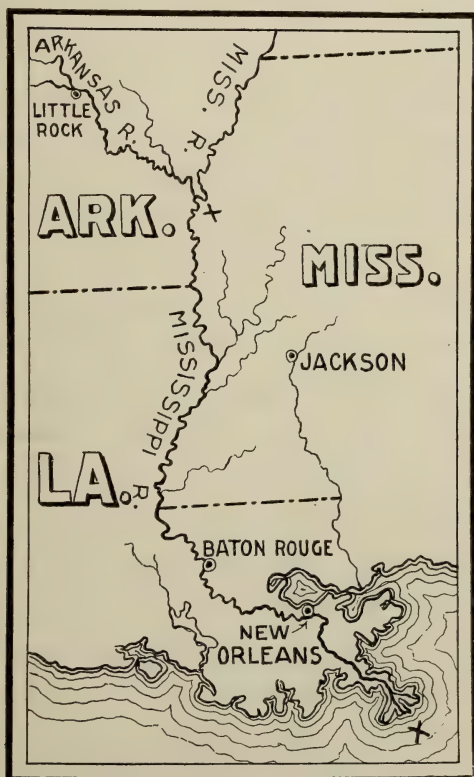 ARKANSAS R.
MISS. R.
LITTLE
ROCK
ARK.
MISS.
MISSISSIPPI R.
JACKSON
LA.
BATON ROUGE
NEW
ORLEANS